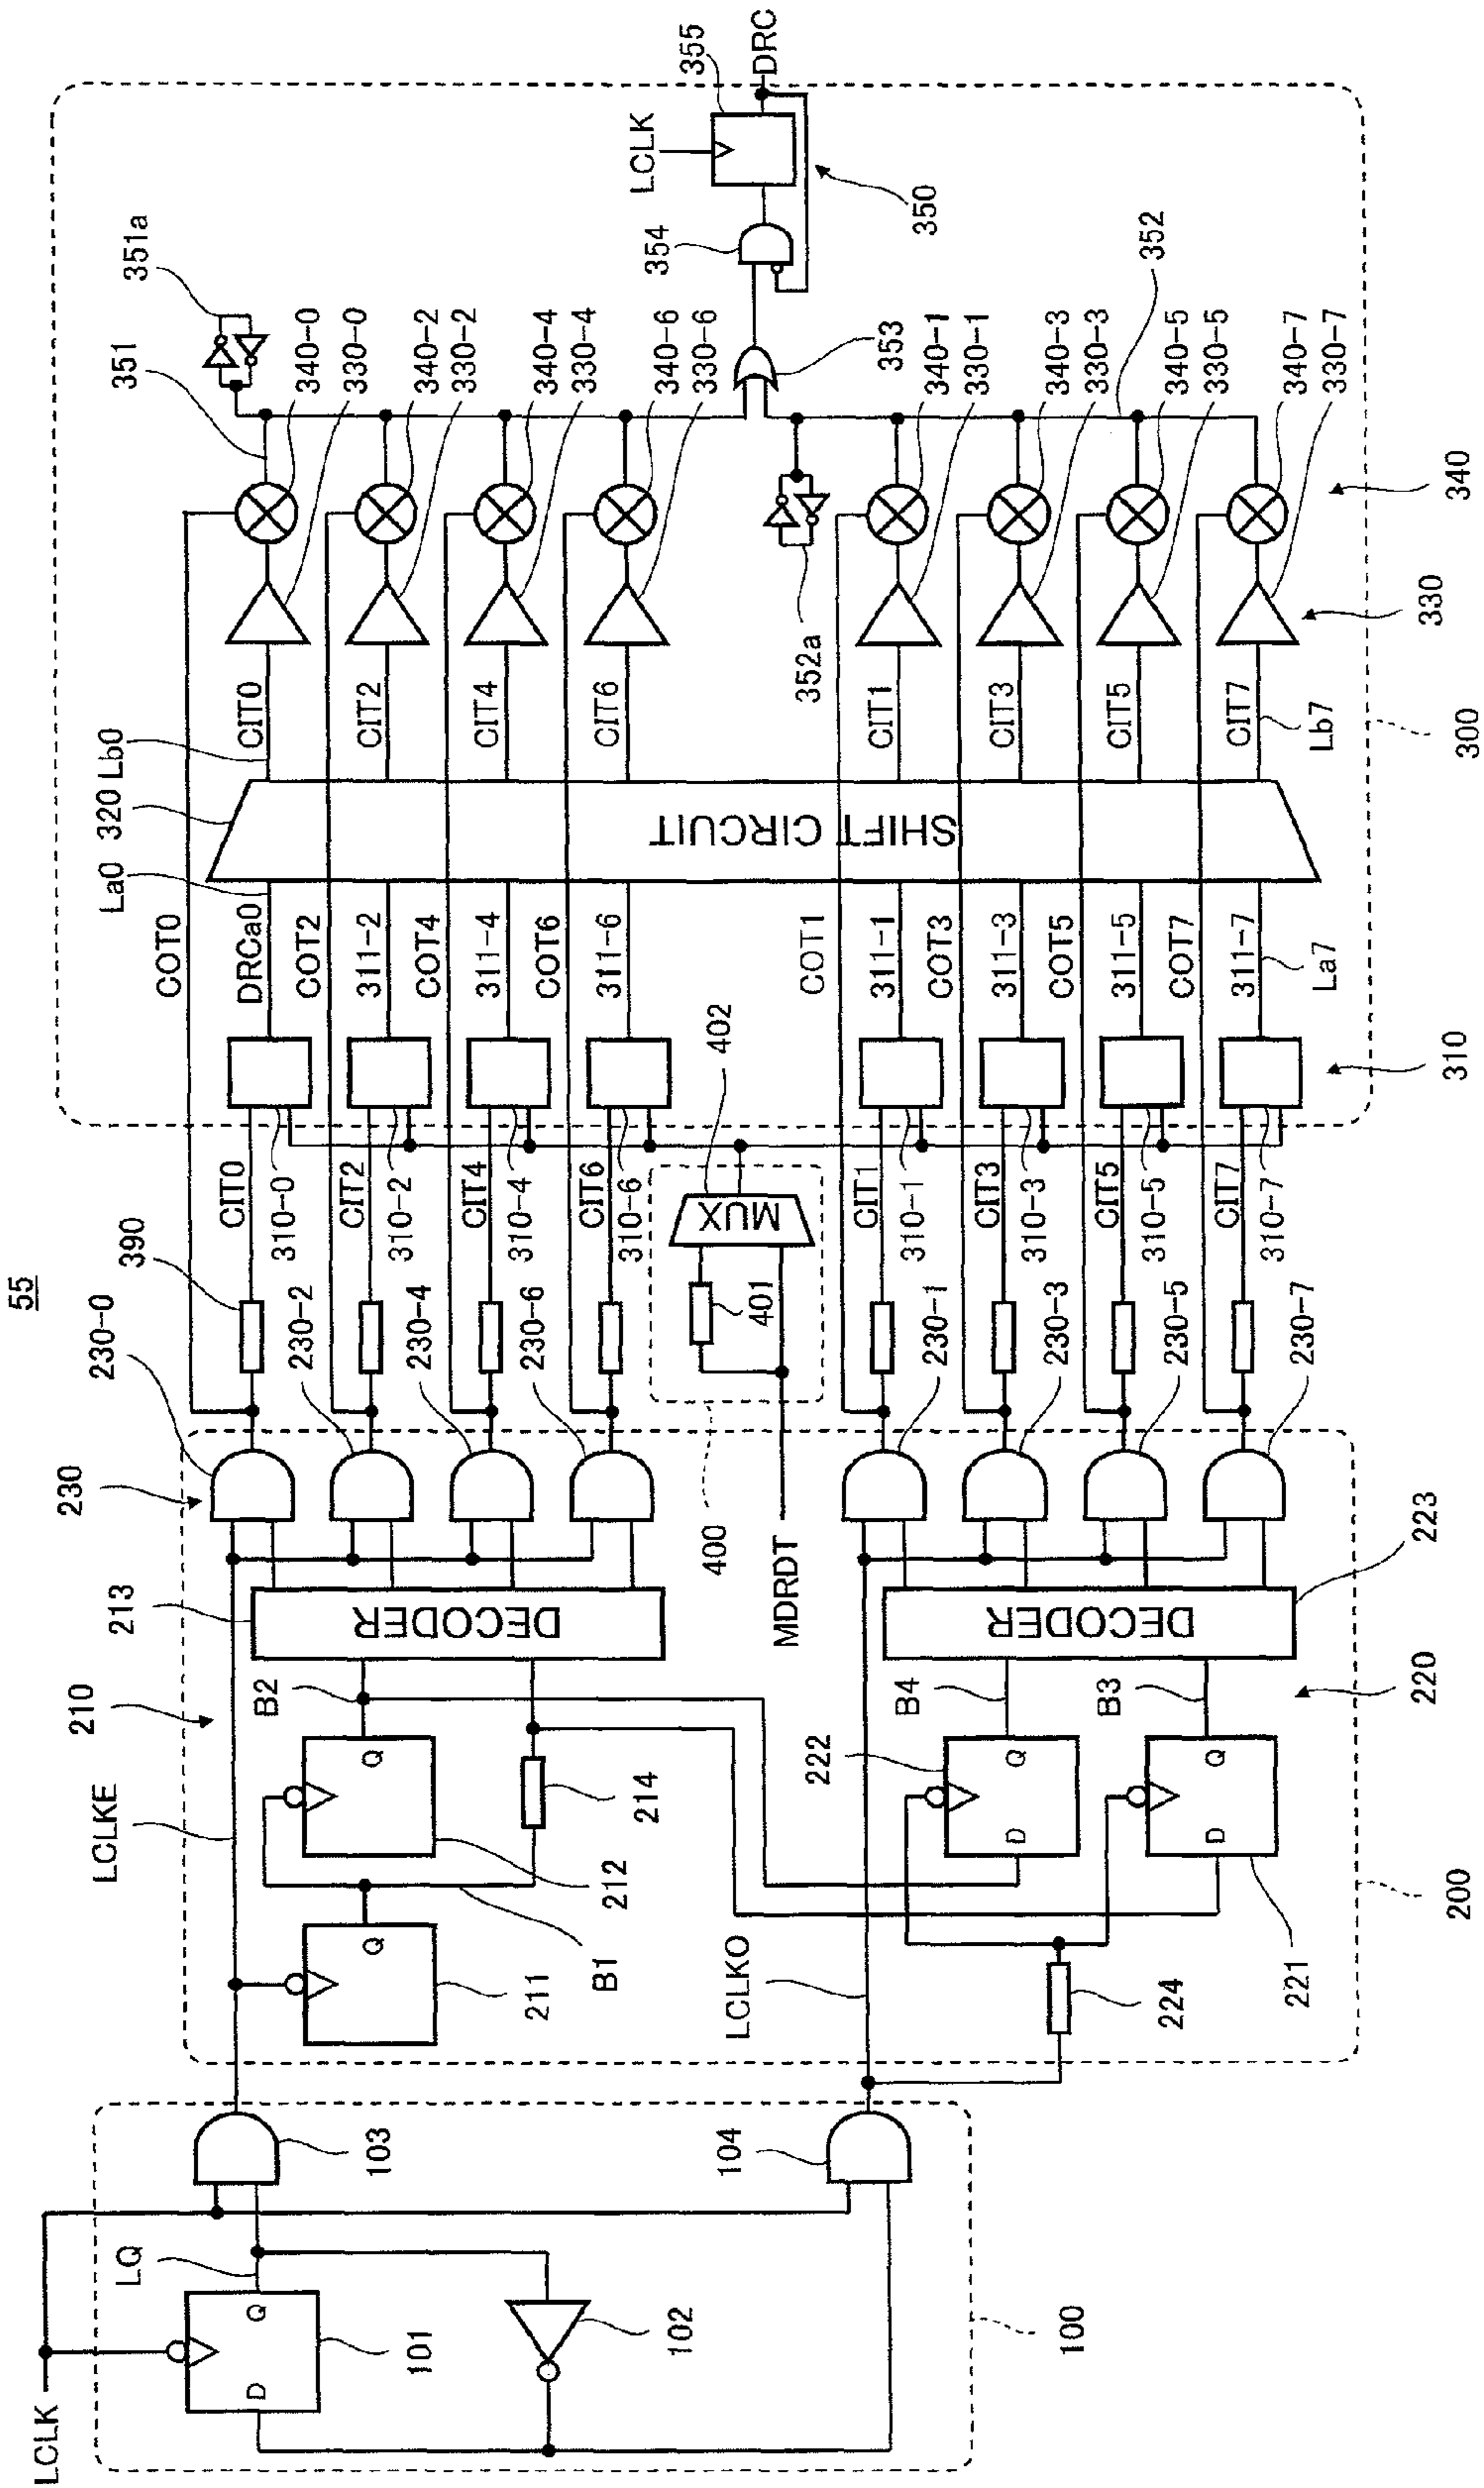 55
LCLK
LQ
D
Q
101
102
103
104
100
LCLKE
210
213
230
230-0
390
COT0
La0
320
Lb0
351
351a
B2
Q
211
B1
Q
212
214
DECODER
230-2
230-4
230-6
CIT0
310-0
CIT2
310-2
CIT4
310-4
CIT6
310-6
DRCa0
COT2
311-2
COT4
311-4
COT6
311-6
SHIFT CIRCUIT
CIT0
CIT2
CIT4
CIT6
340-0
330-0
340-2
330-2
340-4
330-4
340-6
330-6
354
LCLK
355
DRC
350
353
MDRDT
400
401
MUX
402
352a
LCLKO
222
D
Q
B4
D
Q
B3
221
224
220
200
DECODER
223
230-1
230-3
230-5
230-7
CIT1
310-1
CIT3
310-3
CIT5
310-5
CIT7
310-7
310
COT1
311-1
COT3
311-3
COT5
311-5
COT7
311-7
La7
CIT1
CIT3
CIT5
CIT7
Lb7
300
330
340
340-1
330-1
340-3
330-3
340-5
330-5
340-7
330-7
352